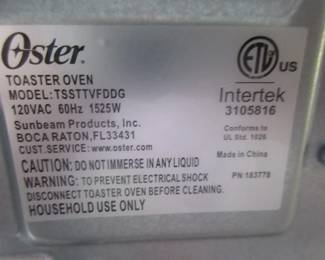 Oster
TOASTER OVEN
MODEL:TSSTTVFDDG
120VAC 60Hz 1525W
Sunbeam Products, Inc.
BOCA RATON,FL33431
CUST.SERVICE:www.oster.com
ETL
US
Intertek
3105816
Conforms to
UL Std. 1026
Made in China
PN 183778
CAUTION: DO NOT IMMERSE IN ANY LIQUID
WARNING: TO PREVENT ELECTRICAL SHOCK
DISCONNECT TOASTER OVEN BEFORE CLEANING.
HOUSEHOLD USE ONLY